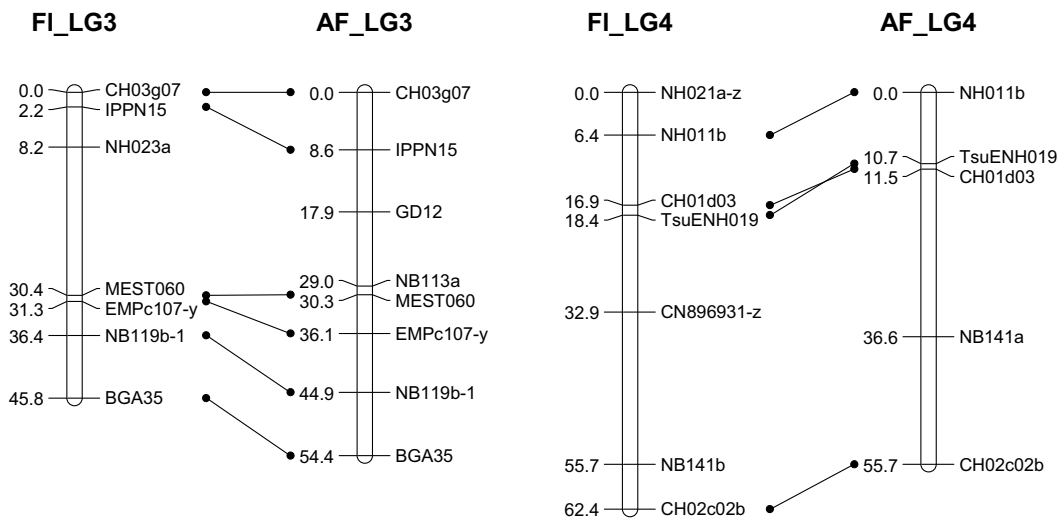 FI_LG3
0.0 CH03g07
2.2 IPPN15
8.2 NH023a
30.4 MEST060
31.3 EMPc107-y
36.4 NB119b-1
45.8 BGA35
AF_LG3
0.0 CH03g07
8.6 IPPN15
17.9 GD12
29.0 NB113a
30.3 MEST060
36.1 EMPc107-y
44.9 NB119b-1
54.4 BGA35
FI_LG4
0.0 NH021a-z
6.4 NH011b
16.9 CH01d03
18.4 TsuENH019
32.9 CN896931-z
55.7 NB141b
62.4 CH02c02b
AF_LG4
0.0 NH011b
10.7 TsuENH019
11.5 CH01d03
36.6 NB141a
55.7 CH02c02b